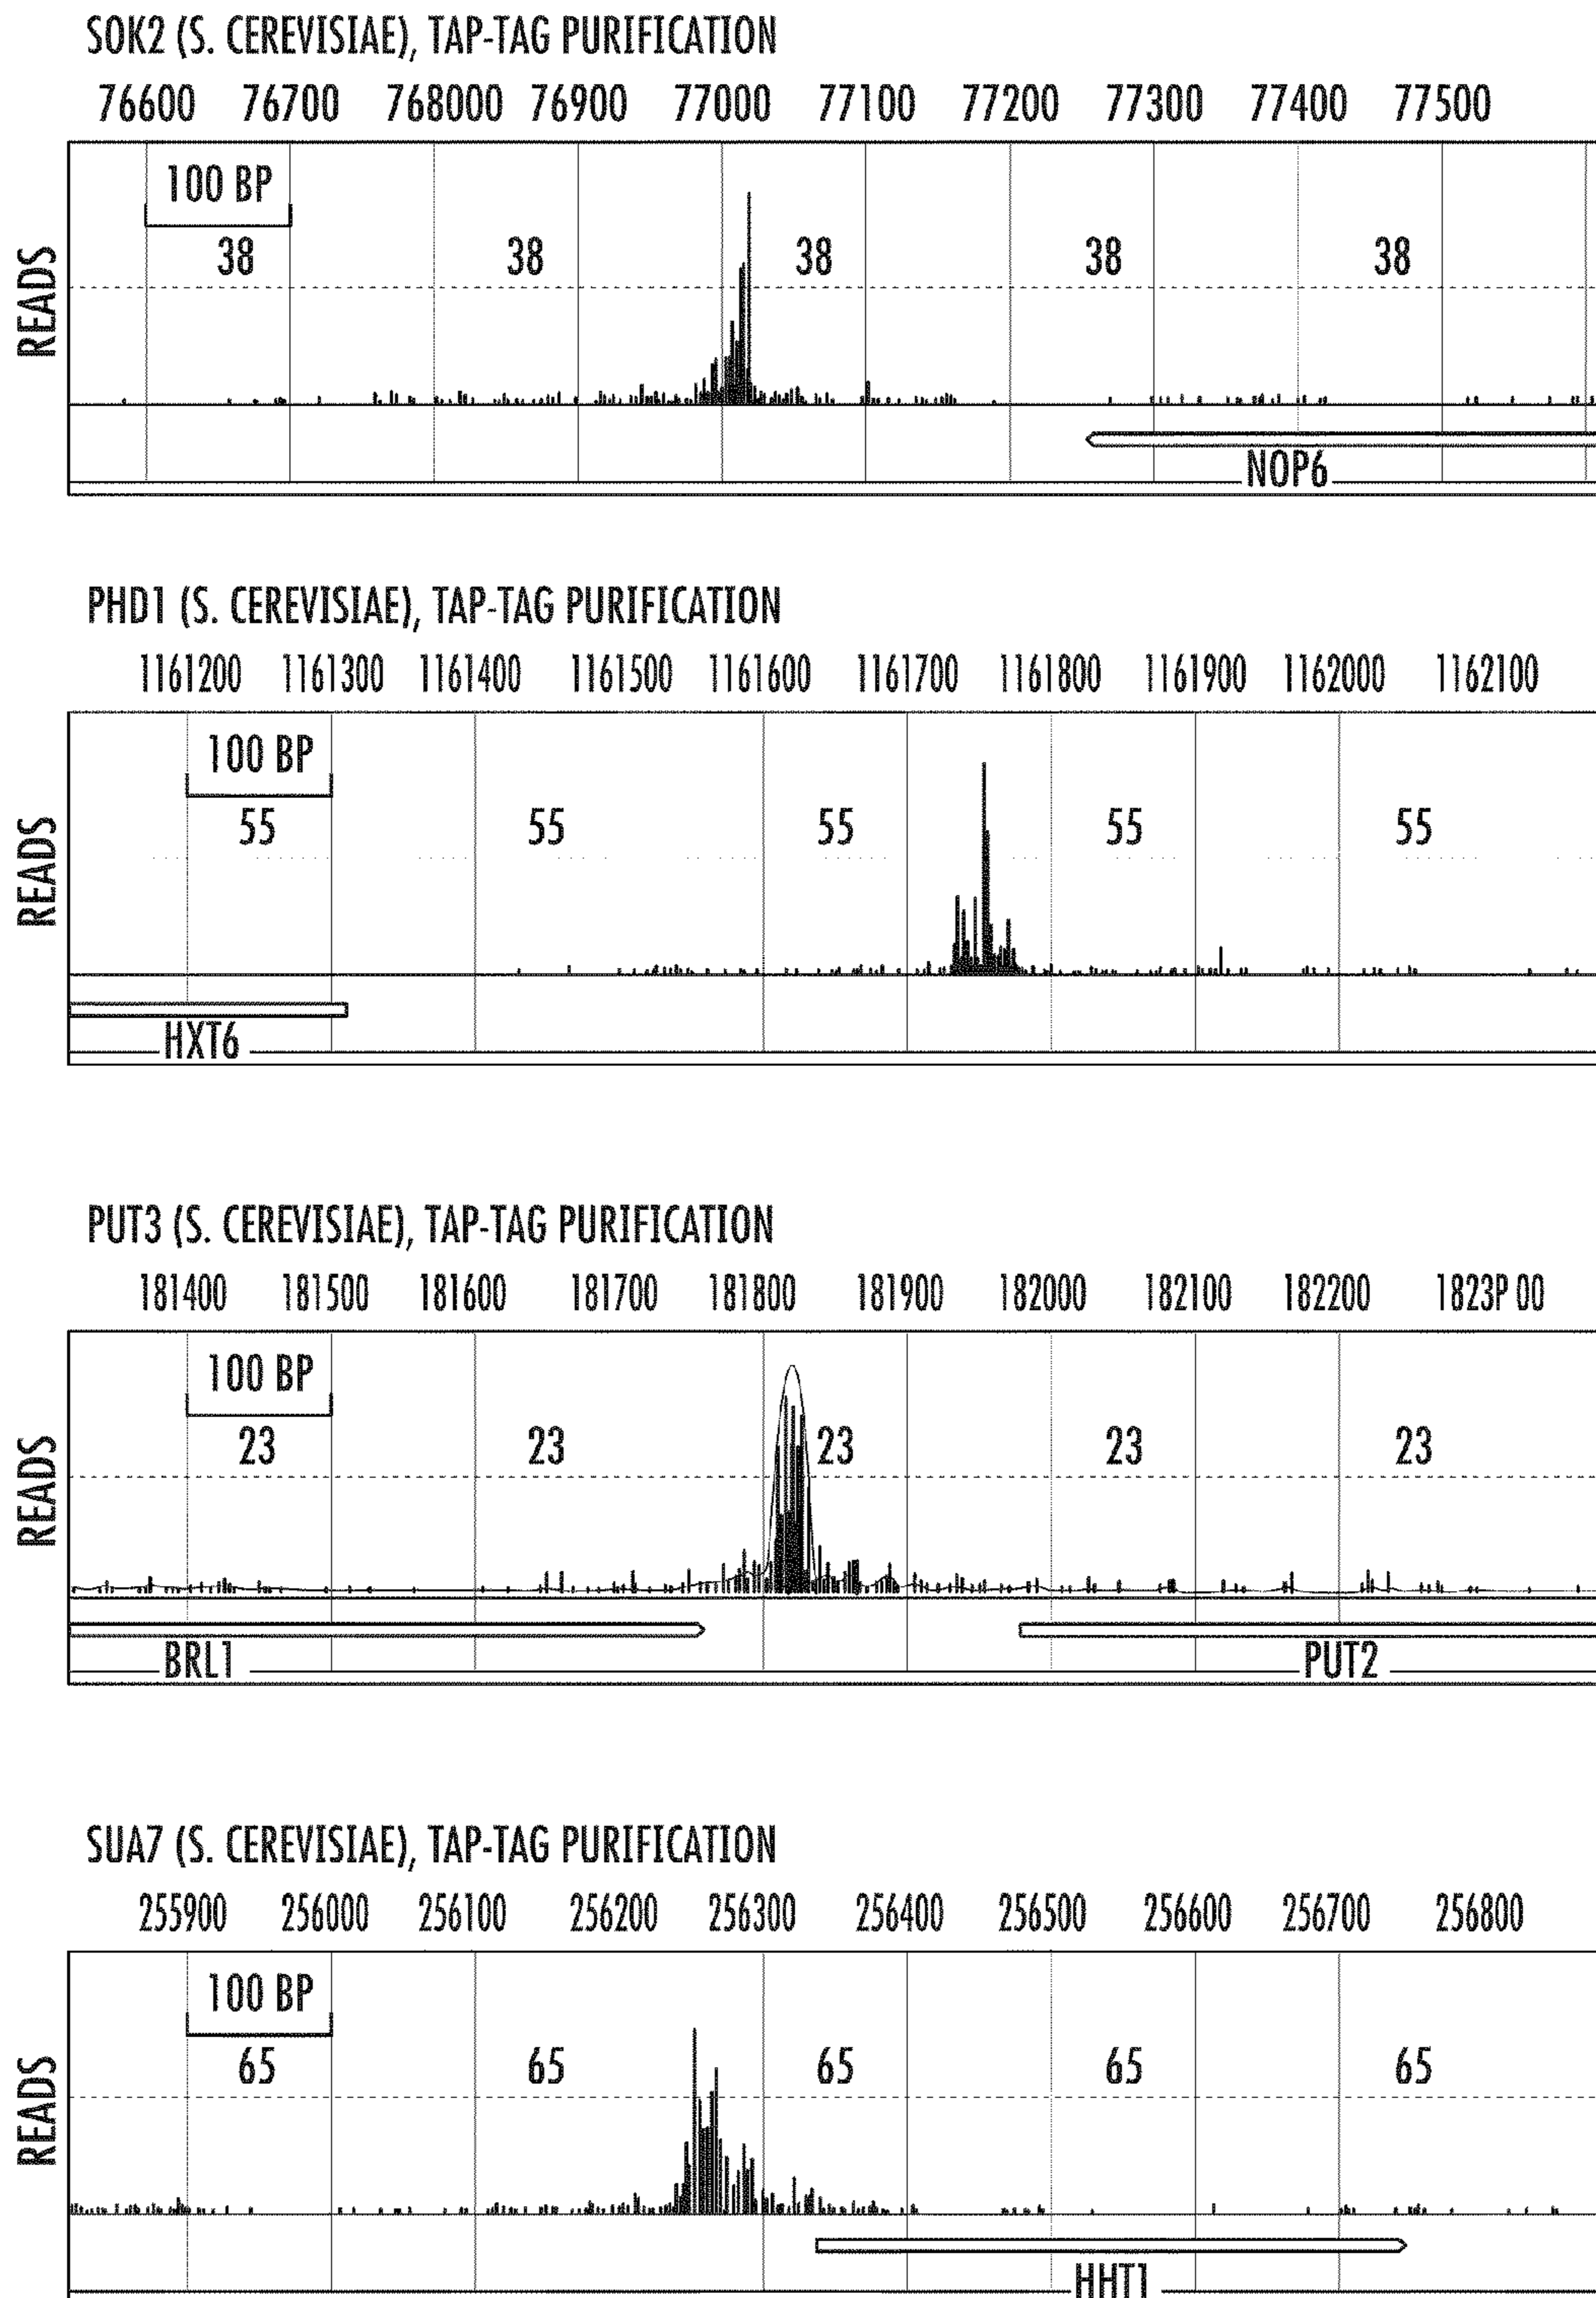 SOK2 (S. CEREVISIAE), TAP-TAG PURIFICATION
76600 76700 768000 76900 77000 77100 77200 77300 77400 77500
100 BP
38 38 38 38 38
READS
NOP6
PHD1 (S. CEREVISIAE), TAP-TAG PURIFICATION
1161200 1161300 1161400 1161500 1161600 1161700 1161800 1161900 1162000 1162100
100 BP
55 55 55 55 55
READS
HXT6
PUT3 (S. CEREVISIAE), TAP-TAG PURIFICATION
181400 181500 181600 181700 181800 181900 182000 182100 182200 1823P 00
100 BP
23 23 23 23 23
READS
BRL1 PUT2
SUA7 (S. CEREVISIAE), TAP-TAG PURIFICATION
255900 256000 256100 256200 256300 256400 256500 256600 256700 256800
100 BP
65 65 65 65 65
READS
HHT1